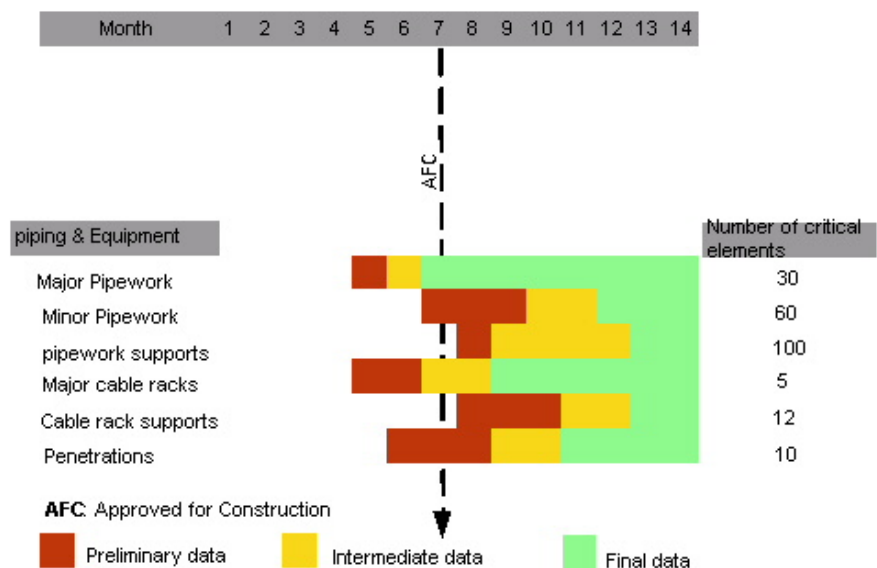 Month 1 2 3 4 5 6 7 8 9 10 11 12 13 14
AFC
piping & Equipment
Number of critical
elements
Major Pipework 30
Minor Pipework 60
pipework supports 100
Major cable racks 5
Cable rack supports 12
Penetrations 10
AFC: Approved for Construction
Preliminary data Intermediate data Final data